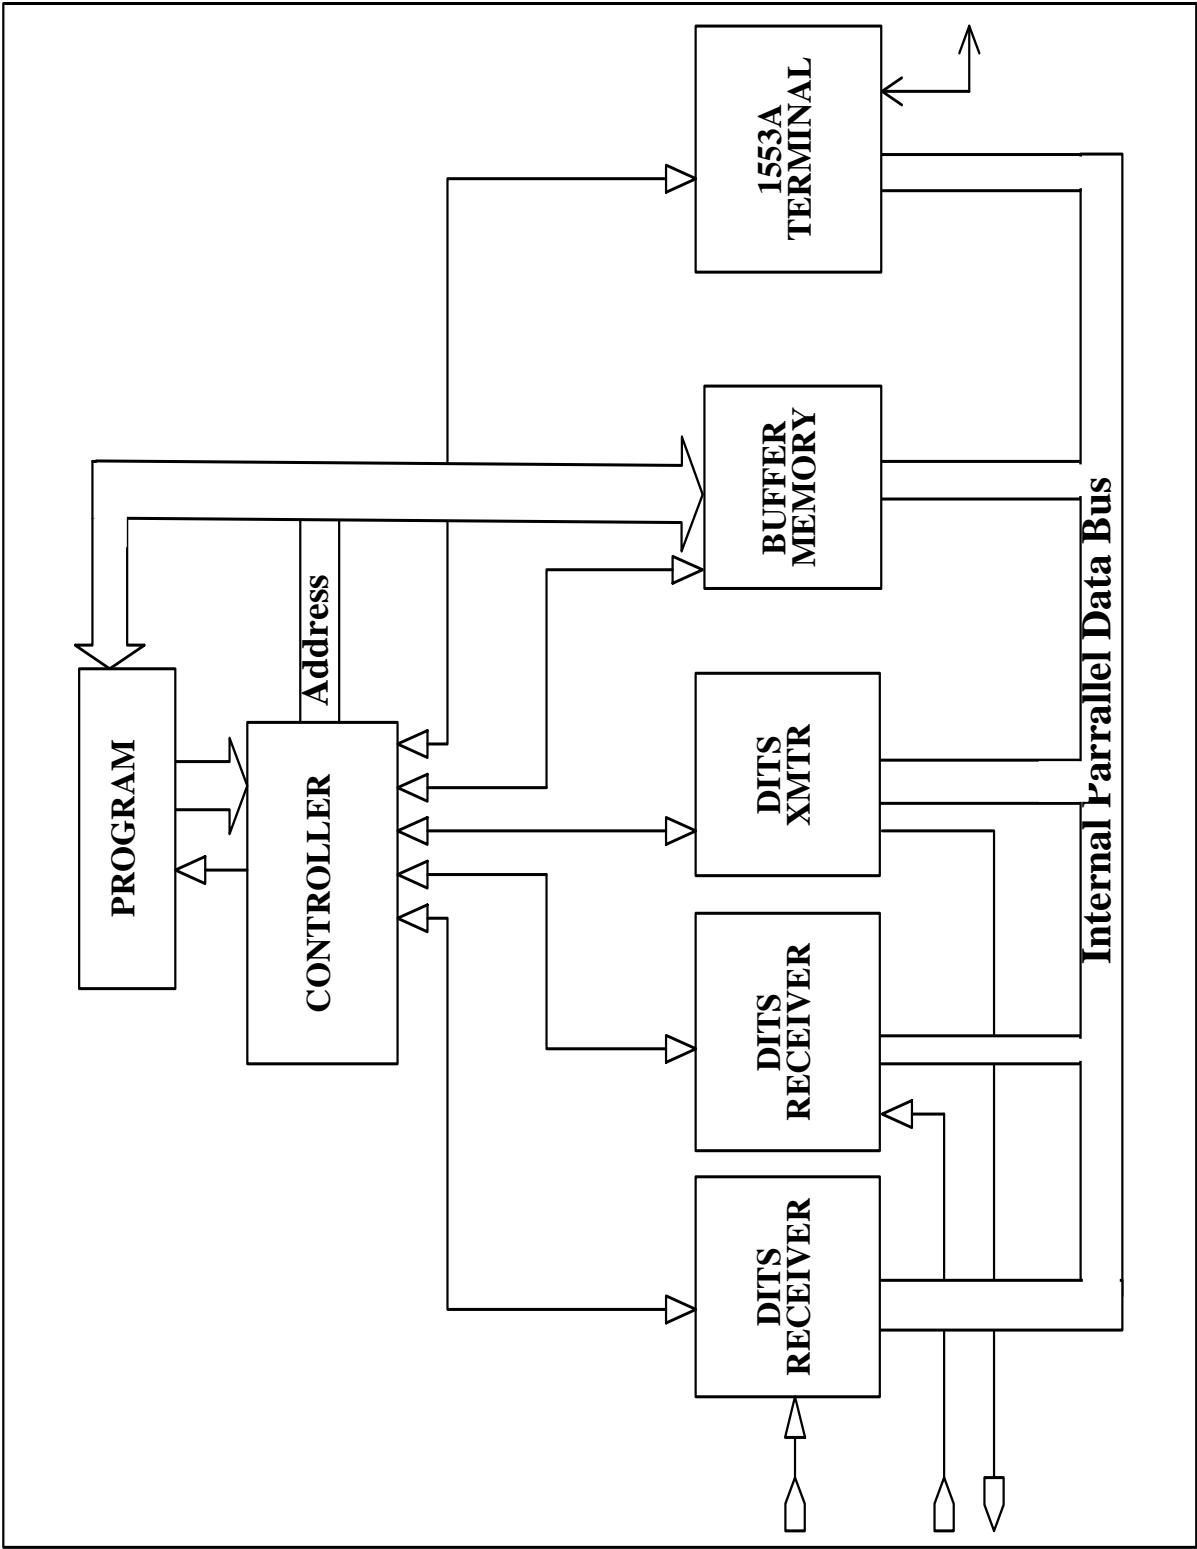 PROGRAM
CONTROLLER
Address
DITS
RECEIVER
DITS
RECEIVER
DITS
XMTR
BUFFER
MEMORY
1553A
TERMINAL
Internal Parrallel Data Bus